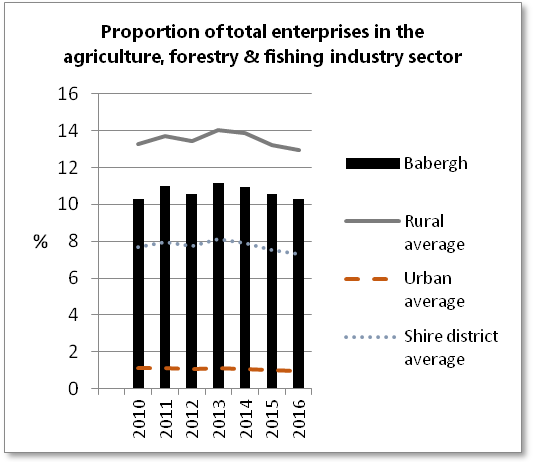 Proportion of total enterprises in the
agriculture, forestry & fishing industry sector
16
14
12
10
8
6
4
2
0
%
2010
2011
2012
2013
2014
2015
2016
Babergh
Rural
average
Urban
average
Shire district
average